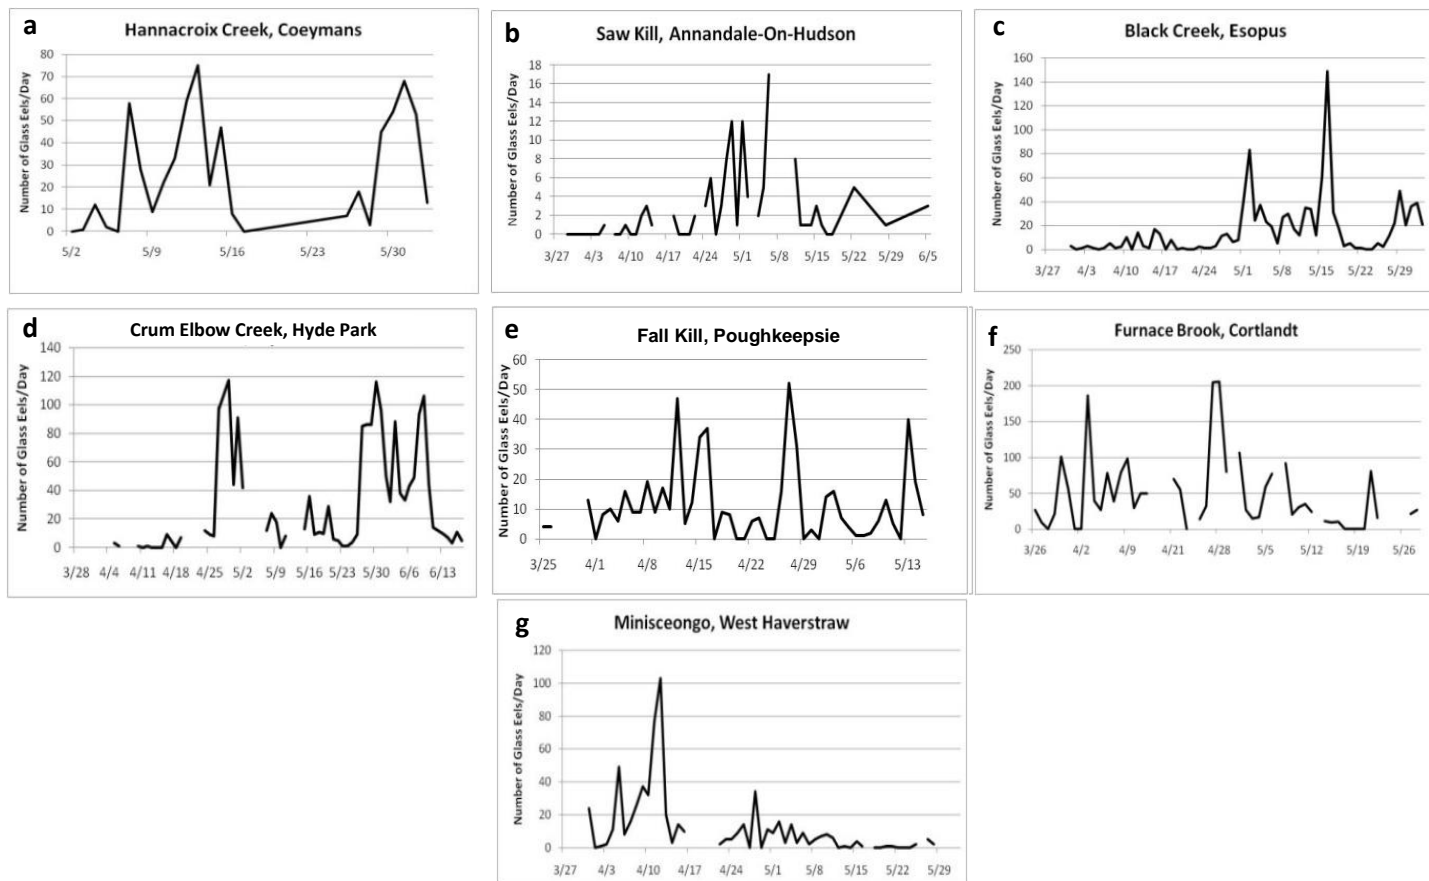 a
Hannacroix Creek, Coeymans
Number of Glass Eels/Day
80
70
60
50
40
30
20
10
0
5/2 5/9 5/16 5/23 5/30
b
Saw Kill, Annandale-On-Hudson
Number of Glass Eels/Day
18
16
14
12
10
8
6
4
2
0
3/27 4/3 4/10 4/17 4/24 5/1 5/8 5/15 5/22 5/29 6/5
c
Black Creek, Esopus
Number of Glass Eels/Day
160
140
120
100
80
60
40
20
0
3/27 4/3 4/10 4/17 4/24 5/1 5/8 5/15 5/22 5/29
d
Crum Elbow Creek, Hyde Park
Number of Glass Eels/Day
140
120
100
80
60
40
20
0
3/28 4/4 4/11 4/18 4/25 5/2 5/9 5/16 5/23 5/30 6/6 6/13
e
Fall Kill, Poughkeepsie
Number of Glass Eels/Day
60
50
40
30
20
10
0
3/25 4/1 4/8 4/15 4/22 4/29 5/6 5/13
f
Furnace Brook, Cortlandt
Number of Glass Eels/Day
250
200
150
100
50
0
3/26 4/2 4/9 4/21 4/28 5/5 5/12 5/19 5/26
g
Minisceongo, West Haverstraw
Number of Glass Eels/Day
120
100
80
60
40
20
0
3/27 4/3 4/10 4/17 4/24 5/1 5/8 5/15 5/22 5/29